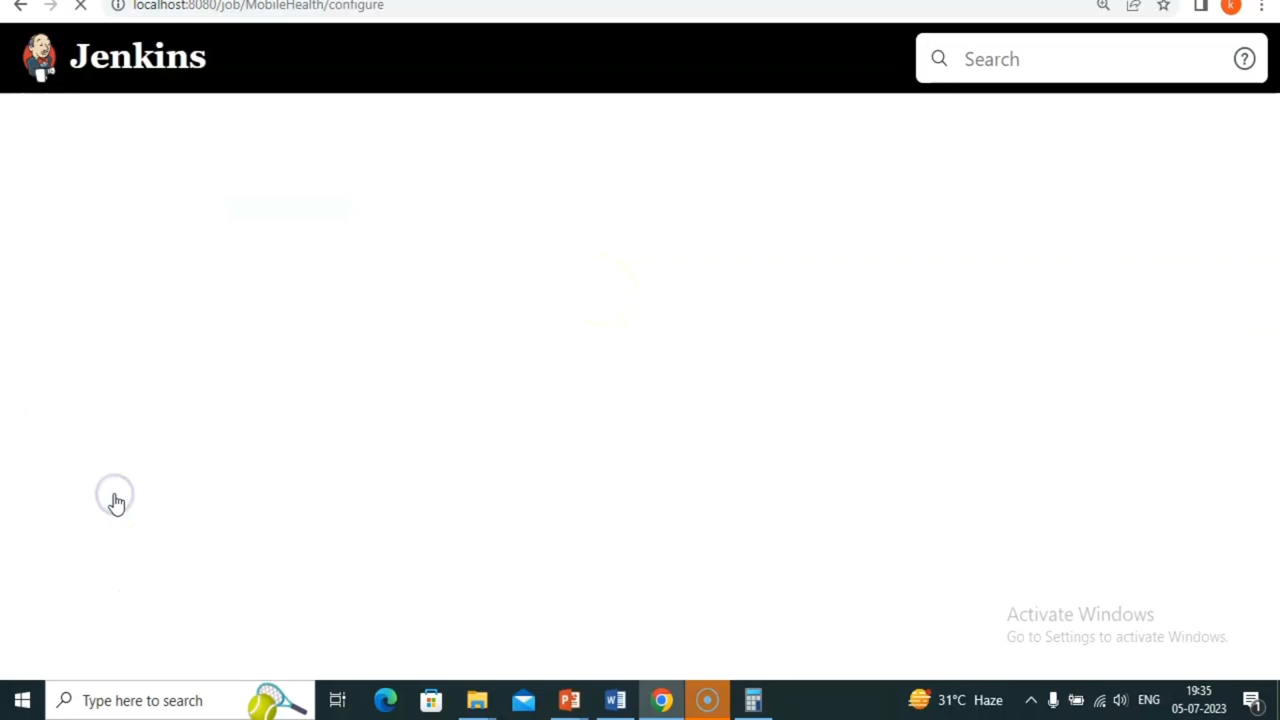 localhost:8080/job/MobileHealth/configure
k
Jenkins
Search
?
Activate Windows
Go to Settings to activate Windows.
Type here to search
31°C Haze
ENG
19:35
05-07-2023
1